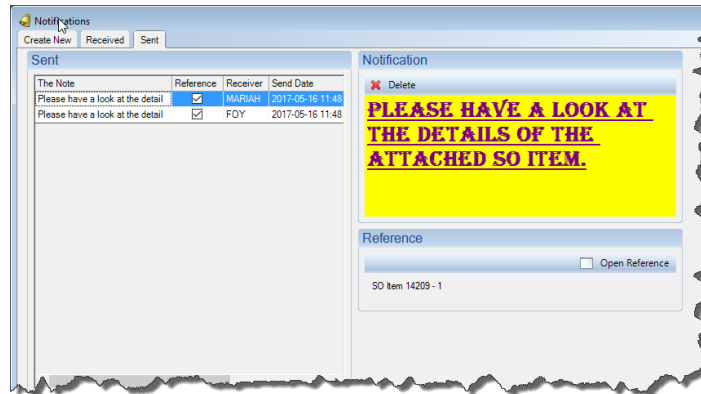 Notifications
Create New Received Sent
Sent
The Note Reference Receiver Send Date
Please have a look at the detail MARIAH 2017-05-16 11:48
Please have a look at the detail FOY 2017-05-16 11:48
Notification
Delete
PLEASE HAVE A LOOK AT
THE DETAILS OF THE
ATTACHED SO ITEM.
Reference
Open Reference
SO Item 14209 - 1